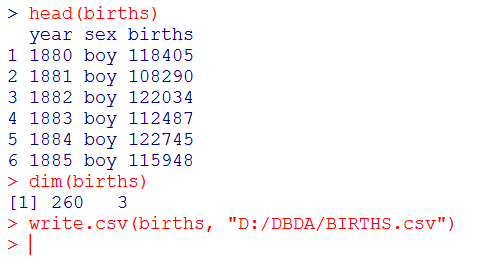 > head(births)
  year sex births
1 1880 boy 118405
2 1881 boy 108290
3 1882 boy 122034
4 1883 boy 112487
5 1884 boy 122745
6 1885 boy 115948
> dim(births)
[1] 260   3
> write.csv(births, "D:/DBDA/BIRTHS.csv")
>